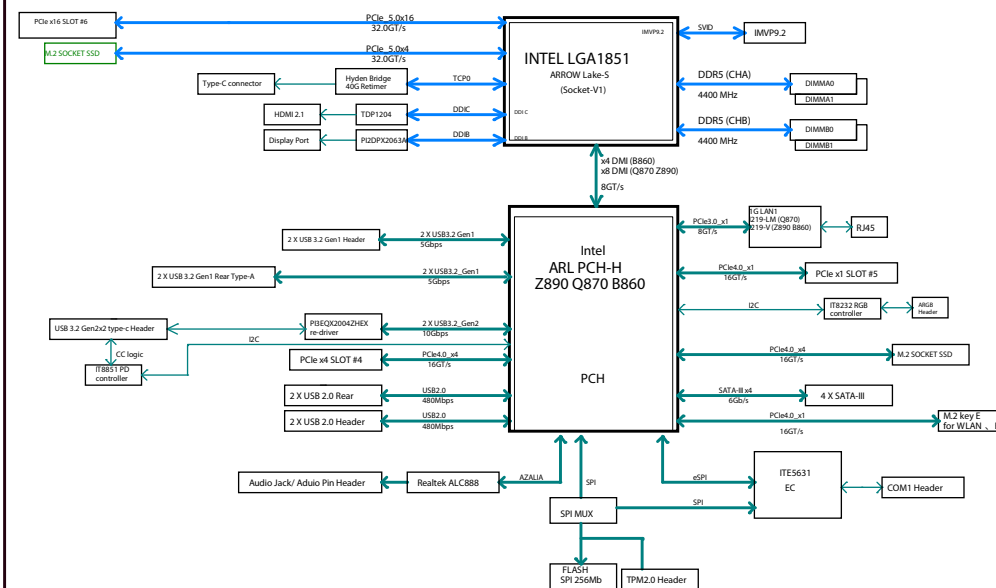 PCIe x16 SLOT #6
PCIe_5.0x16
32.0GT/s
M.2 SOCKET SSD
PCIe_5.0x4
32.0GT/s
Type-C connector
Hyden Bridge
40G Retimer
TCP0
HDMI 2.1
TDP1204
DDIC
Display Port
PI2DPX2063A
DDIB
IMVP9.2
INTEL LGA1851
ARROW Lake-S
(Socket-V1)
DDI C
DDI B
SVID
IMVP9.2
DDR5 (CHA)
4400 MHz
DIMMA0
DIMMA1
DDR5 (CHB)
4400 MHz
DIMMB0
DIMMB1
x4 DMI (B860)
x8 DMI (Q870 Z890)
8GT/s
Intel
ARL PCH-H
Z890 Q870 B860
PCH
2 X USB 3.2 Gen1 Header
2 X USB3.2 Gen1
5Gbps
2 X USB 3.2 Gen1 Rear Type-A
2 X USB3.2_Gen1
5Gbps
USB 3.2 Gen2x2 type-c Header
PI3EQX2004ZHEX
re-driver
2 X USB3.2_Gen2
10Gbps
I2C
CC logic
IT8851 PD
controller
PCIe x4 SLOT #4
PCIe4.0_x4
16GT/s
2 X USB 2.0 Rear
USB2.0
480Mbps
2 X USB 2.0 Header
USB2.0
480Mbps
PCIe3.0_x1
8GT/s
1G LAN1
I219-LM (Q870)
I219-V (Z890 B860)
RJ45
PCIe4.0_x1
16GT/s
PCIe x1 SLOT #5
I2C
IT8232 RGB
controller
ARGB
Header
PCIe4.0_x4
16GT/s
M.2 SOCKET SSD
SATA-III x4
6Gb/s
4 X SATA-III
PCIe4.0_x1
16GT/s
M.2 key E
for WLAN 、
Audio Jack/ Aduio Pin Header
Realtek ALC888
AZALIA
SPI
eSPI
SPI
SPI MUX
ITE5631
EC
COM1 Header
FLASH
SPI 256Mb
TPM2.0 Header